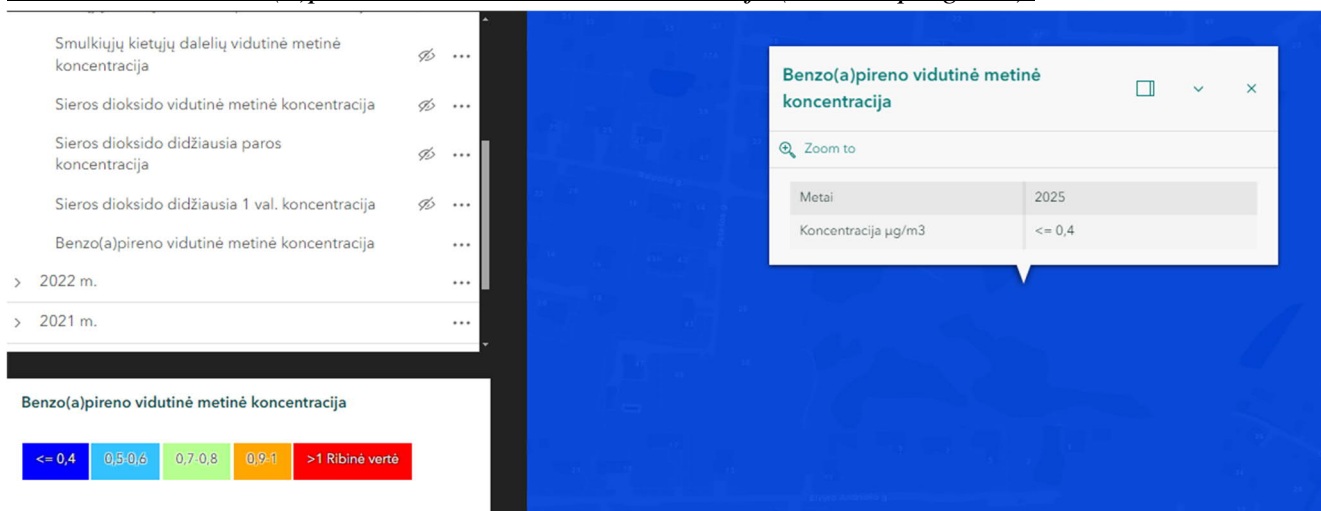 Smulkiųjų kietųjų dalelių vidutinė metinė
koncentracija
Sieros dioksido vidutinė metinė koncentracija
Sieros dioksido didžiausia paros
koncentracija
Sieros dioksido didžiausia 1 val. koncentracija
Benzo(a)pireno vidutinė metinė koncentracija
2022 m.
2021 m.
Benzo(a)pireno vidutinė metinė koncentracija
<= 0,4
0,5-0,6
0,7-0,8
0,9-1
>1 Ribinė vertė
Benzo(a)pireno vidutinė metinė
koncentracija
Zoom to
Metai 2025
Koncentracija µg/m3 <= 0,4